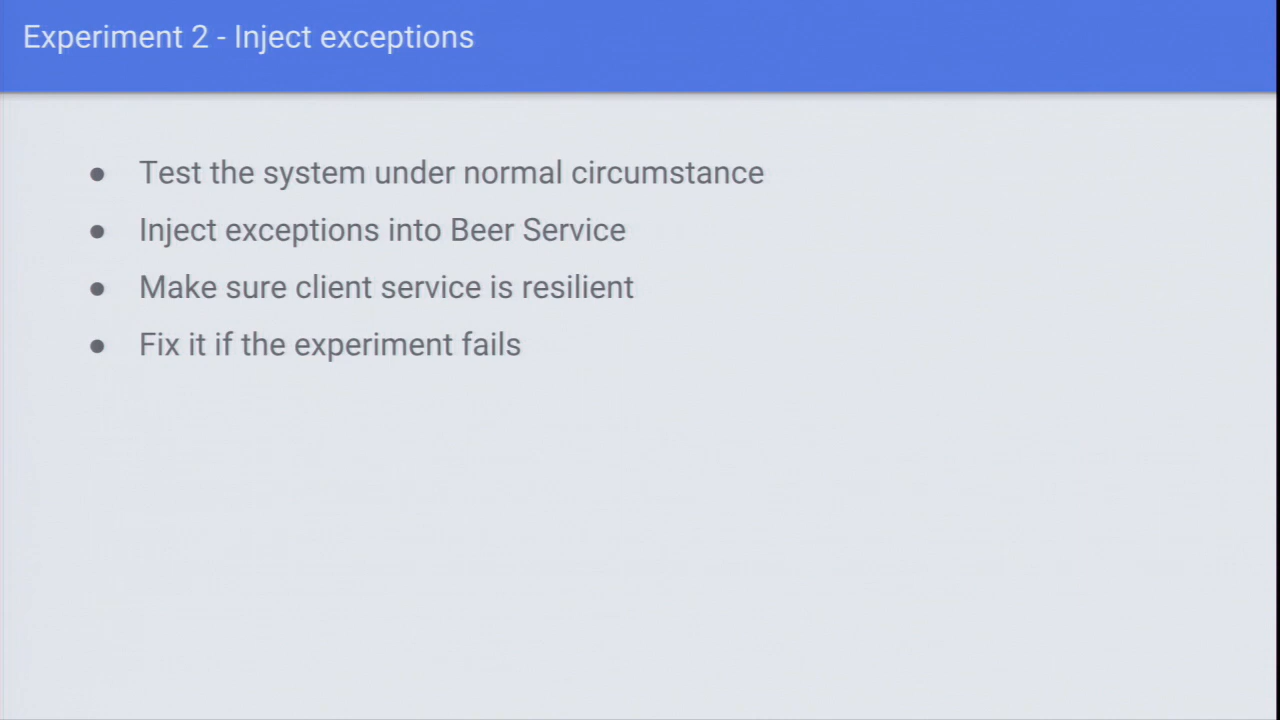 Experiment 2 - Inject exceptions
● Test the system under normal circumstance
● Inject exceptions into Beer Service
● Make sure client service is resilient
● Fix it if the experiment fails